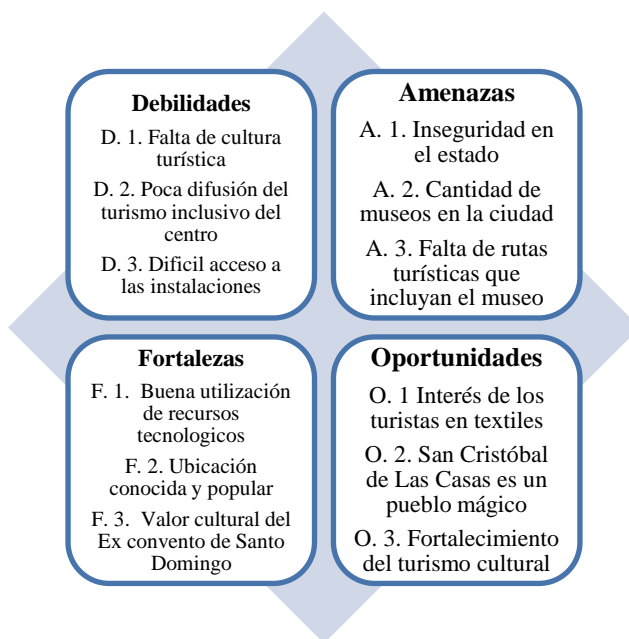 Debilidades
D. 1. Falta de cultura
turística
D. 2. Poca difusión del
turismo inclusivo del
centro
D. 3. Dificil acceso a
las instalaciones
Amenazas
A. 1. Inseguridad en
el estado
A. 2. Cantidad de
museos en la ciudad
A. 3. Falta de rutas
turísticas que
incluyan el museo
Fortalezas
F. 1. Buena utilización
de recursos
tecnologicos
F. 2. Ubicación
conocida y popular
F. 3. Valor cultural del
Ex convento de Santo
Domingo
Oportunidades
O. 1 Interés de los
turistas en textiles
O. 2. San Cristóbal
de Las Casas es un
pueblo mágico
O. 3. Fortalecimiento
del turismo cultural